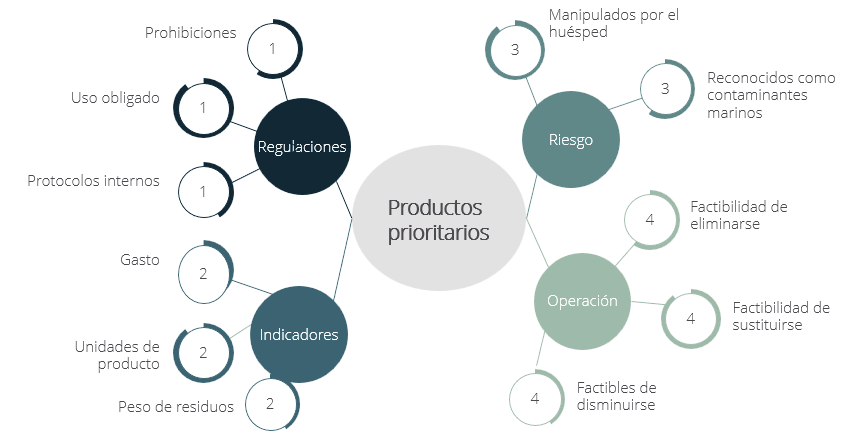 Productos
prioritarios
Regulaciones
Prohibiciones
1
Uso obligado
1
Protocolos internos
1
Indicadores
Gasto
2
Unidades de
producto
2
Peso de residuos
2
Riesgo
Manipulados por el
huésped
3
Reconocidos como
contaminantes
marinos
3
Operación
Factibilidad de
eliminarse
4
Factibilidad de
sustituirse
4
Factibles de
disminuirse
4